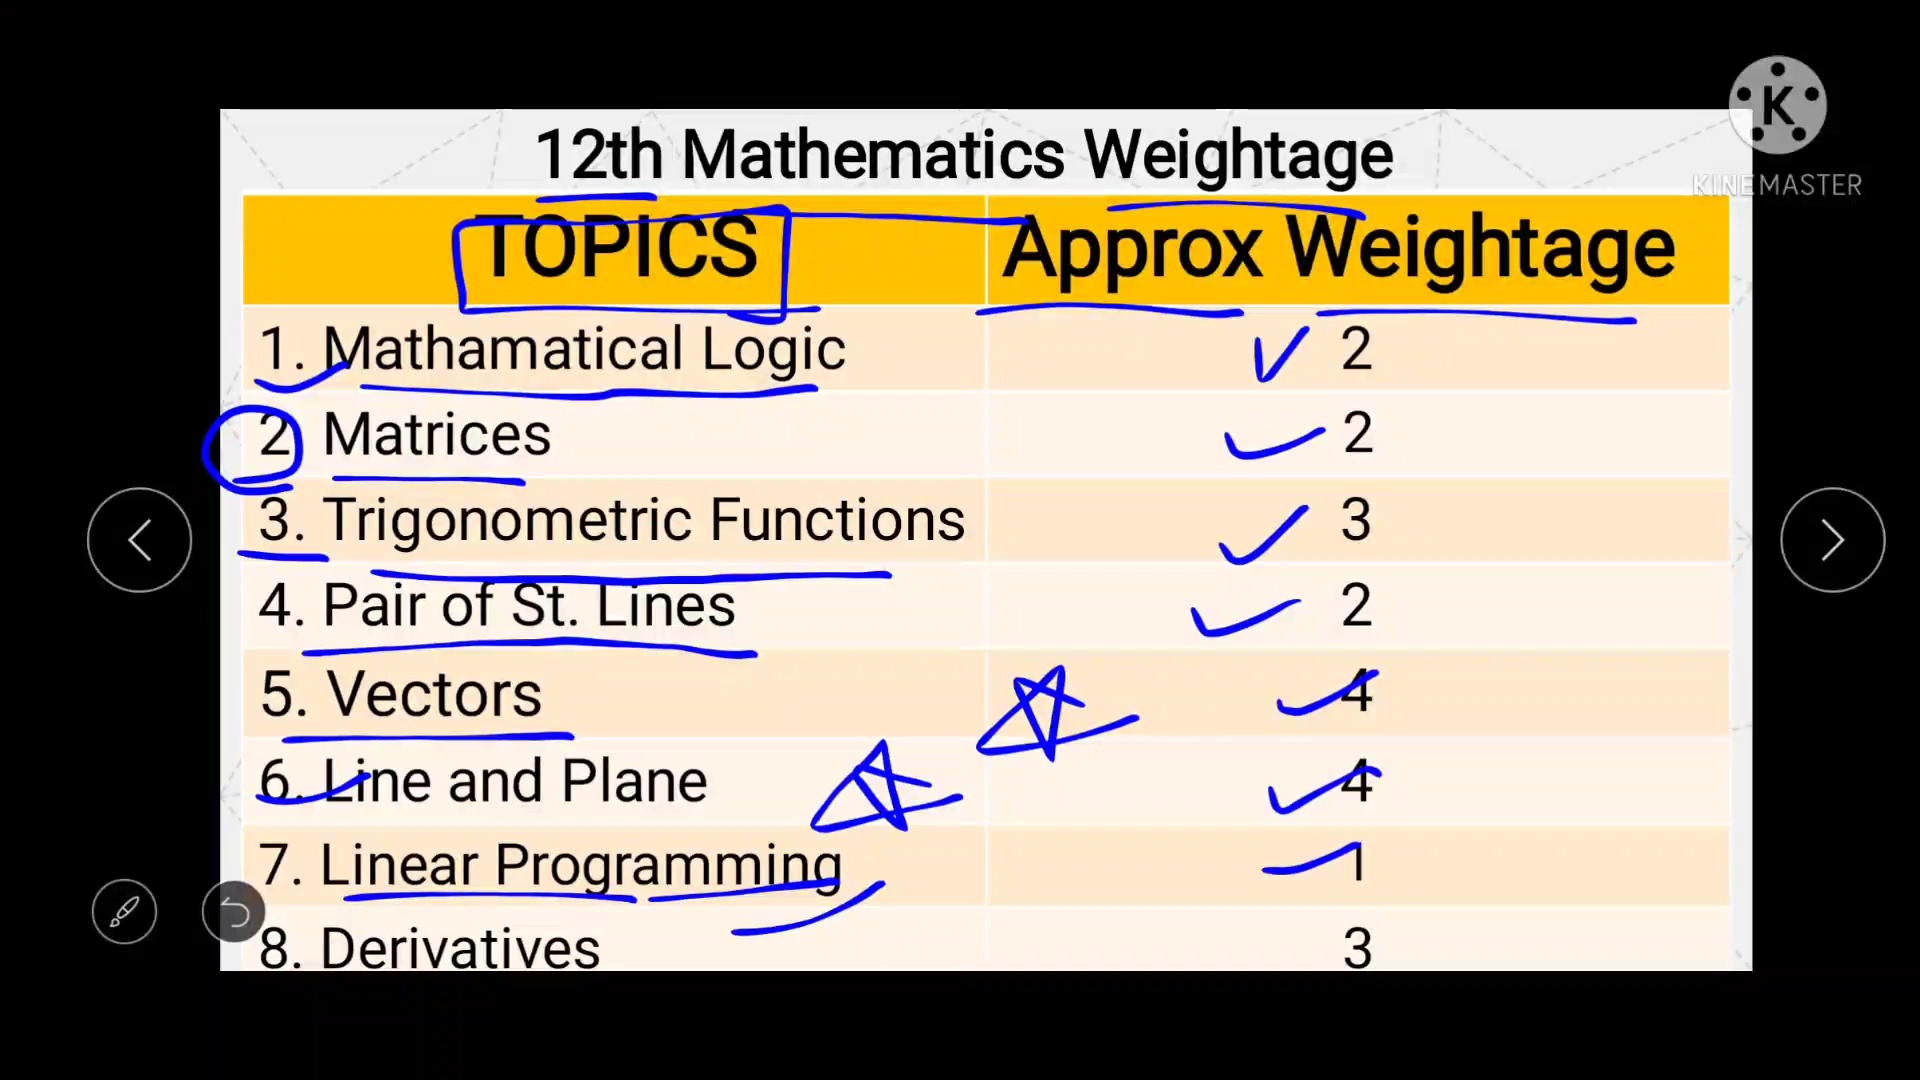 K
KINEMASTER
12th Mathematics Weightage
TOPICS Approx Weightage
1. Mathamatical Logic 2
2. Matrices 2
3. Trigonometric Functions 3
4. Pair of St. Lines 2
5. Vectors 4
6. Line and Plane 4
7. Linear Programming 1
8. Derivatives 3